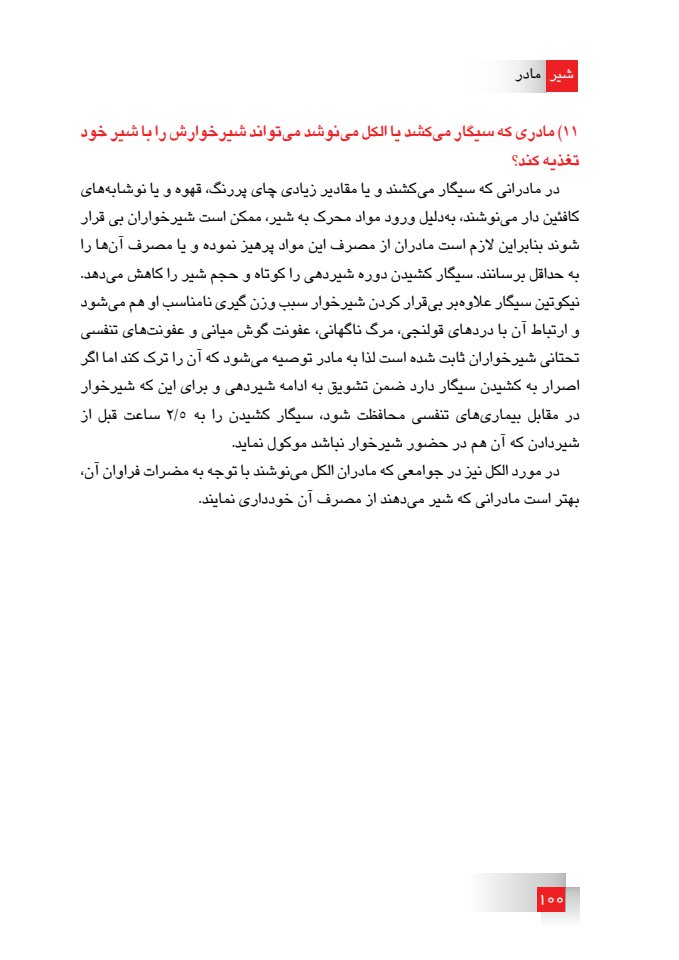 شیر مادر
۱۱) مادری که سیگار می‌کشد یا الکل می‌نوشد می‌تواند شیرخوارش را با شیر خود
تغذیه کند؟
در مادرانی که سیگار می‌کشند و یا مقادیر زیادی چای پررنگ، قهوه و یا نوشابه‌های
کافئین دار می‌نوشند، به‌دلیل ورود مواد محرک به شیر، ممکن است شیرخواران بی قرار
شوند بنابراین لازم است مادران از مصرف این مواد پرهیز نموده و یا مصرف آن‌ها را
به حداقل برسانند. سیگار کشیدن دوره شیردهی را کوتاه و حجم شیر را کاهش می‌دهد.
نیکوتین سیگار علاوه‌بر بی‌قرار کردن شیرخوار سبب وزن گیری نامناسب او هم می‌شود
و ارتباط آن با دردهای قولنجی، مرگ ناگهانی، عفونت گوش میانی و عفونت‌های تنفسی
تحتانی شیرخواران ثابت شده است لذا به مادر توصیه می‌شود که آن را ترک کند اما اگر
اصرار به کشیدن سیگار دارد ضمن تشویق به ادامه شیردهی و برای این که شیرخوار
در مقابل بیماری‌های تنفسی محافظت شود، سیگار کشیدن را به ۲/۵ ساعت قبل از
شیردادن که آن هم در حضور شیرخوار نباشد موکول نماید.
در مورد الکل نیز در جوامعی که مادران الکل می‌نوشند با توجه به مضرات فراوان آن،
بهتر است مادرانی که شیر می‌دهند از مصرف آن خودداری نمایند.
۱۰۰